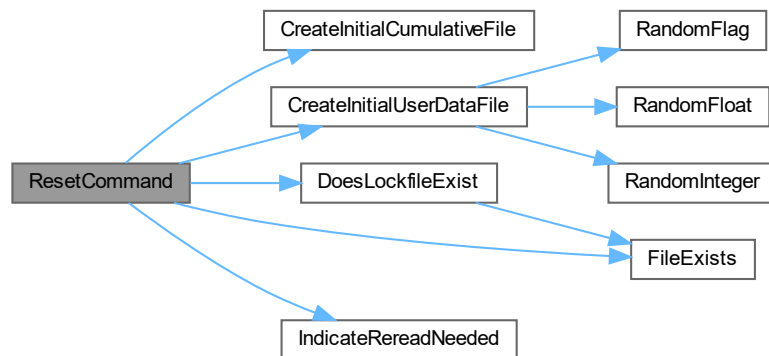 CreateInitialCumulativeFile
RandomFlag
CreateInitialUserDataFile
RandomFloat
ResetCommand
DoesLockfileExist
RandomInteger
FileExists
IndicateRereadNeeded